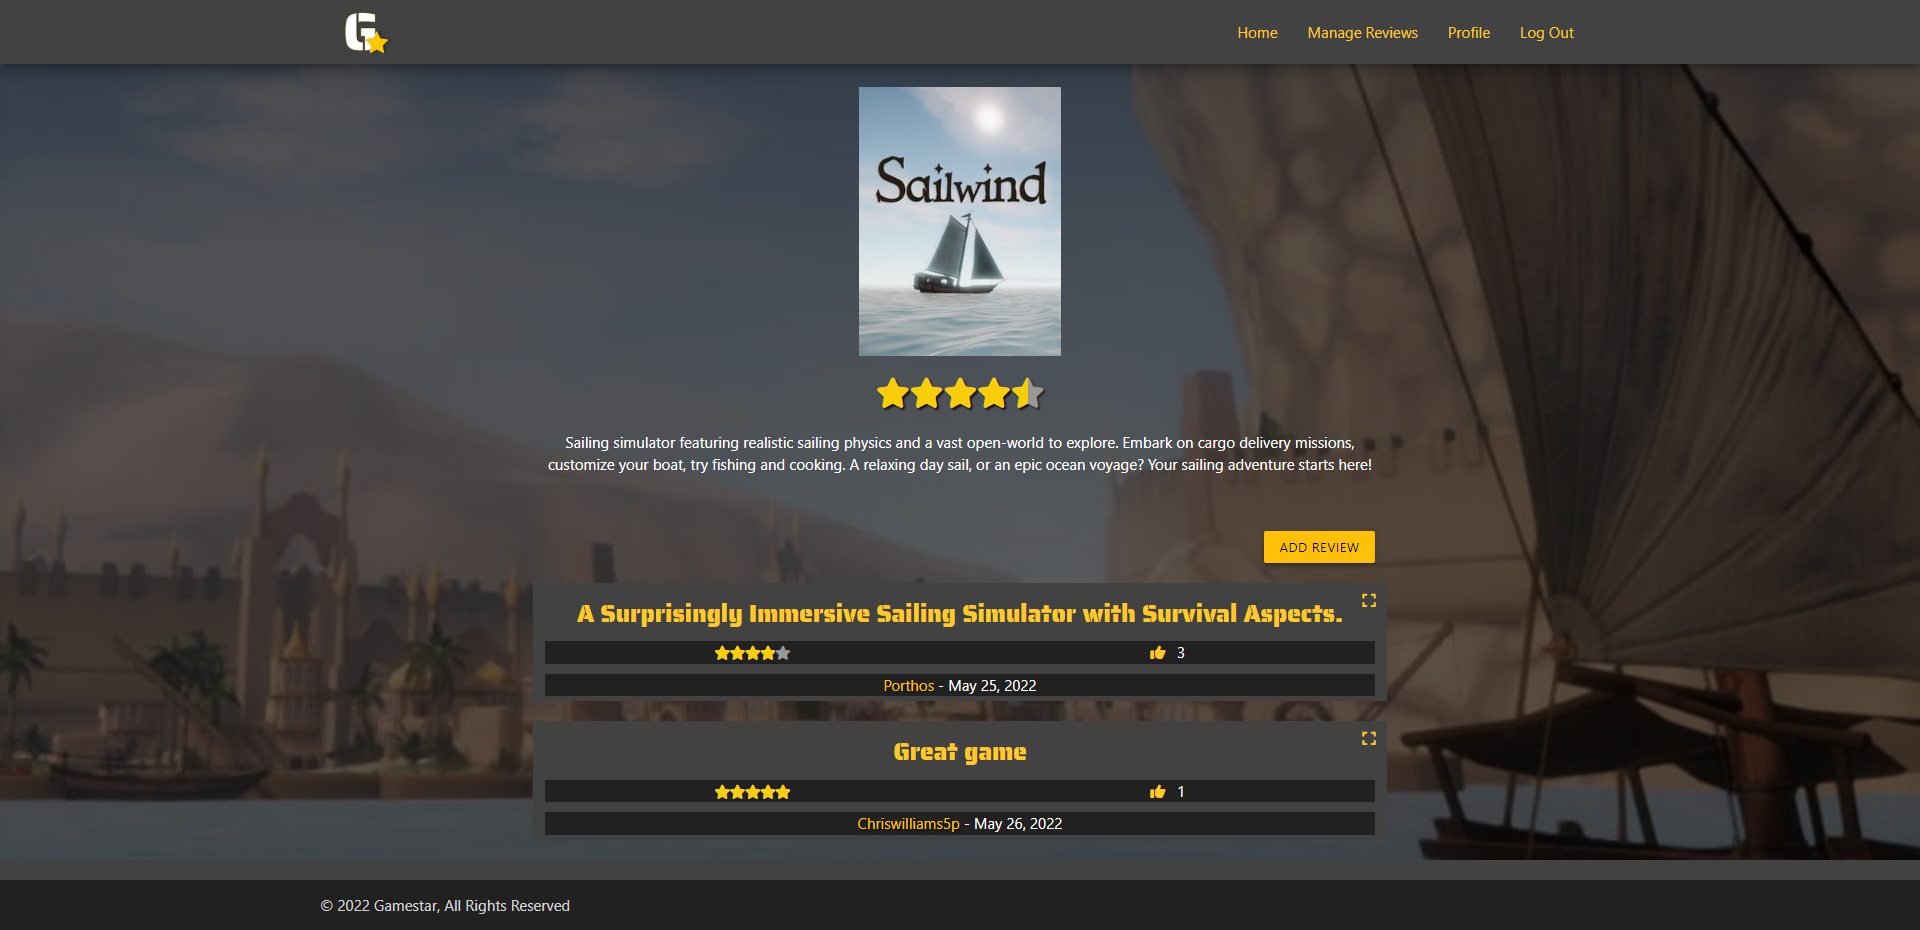 G
Home Manage Reviews Profile Log Out
Sailwind
Sailing simulator featuring realistic sailing physics and a vast open-world to explore. Embark on cargo delivery missions,
customize your boat, try fishing and cooking. A relaxing day sail, or an epic ocean voyage? Your sailing adventure starts here!
ADD REVIEW
A Surprisingly Immersive Sailing Simulator with Survival Aspects.
3
Porthos - May 25, 2022
Great game
1
Chriswilliams5p - May 26, 2022
© 2022 Gamestar, All Rights Reserved